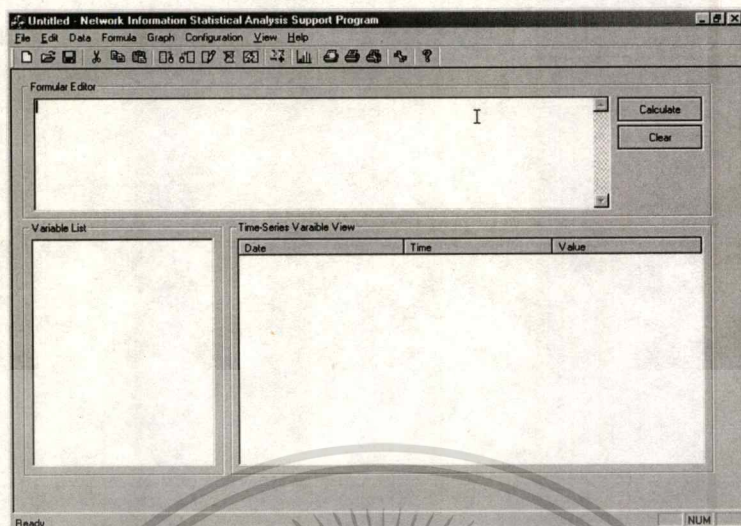 Untitled - Network Information Statistical Analysis Support Program
File Edit Data Formula Graph Configuration View Help
Formular Editor
Calculate
Clear
Variable List
Time-Series Varaible View
Date Time Value
Ready
NUM